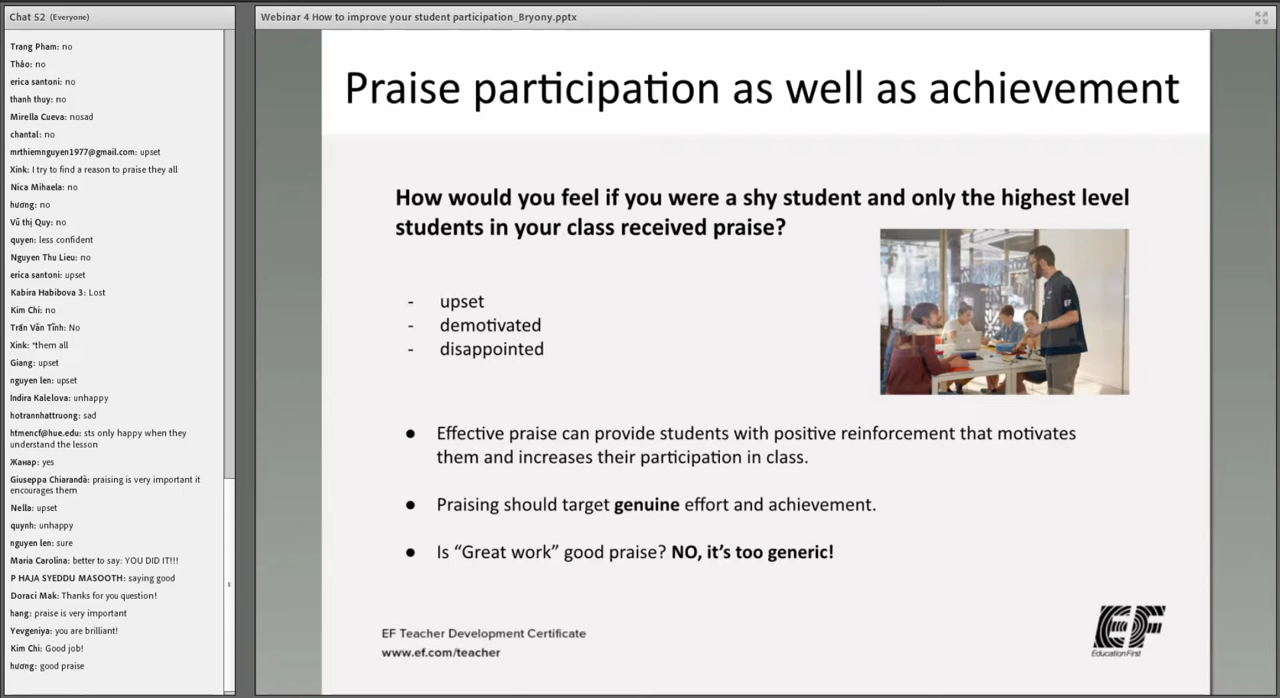 Chat 52 (Everyone)
Trang Pham: no
Thảo: no
erica santoni: no
thanh thuy: no
Mirella Cueva: nosad
chantal: no
mrthiemnguyen1977@gmail.com: upset
Xink: I try to find a reason to praise they all
Nica Mihaela: no
hương: no
Vũ thị Quy: no
quyen: less confident
Nguyen Thu Lieu: no
erica santoni: upset
Kabira Habibova 3: Lost
Kim Chi: no
Trần Văn Tĩnh: No
Xink: *them all
Giang: upset
nguyen len: upset
Indira Kalelova: unhappy
hotrannhattruong: sad
htmencf@hue.edu: sts only happy when they
understand the lesson
Жанар: yes
Giuseppa Chiarandà: praising is very important it
encourages them
Nella: upset
quynh: unhappy
nguyen len: sure
Maria Carolina: better to say: YOU DID IT!!!
P HAJA SYEDDU MASOOTH: saying good
Doraci Mak: Thanks for you question!
hang: praise is very important
Yevgeniya: you are brilliant!
Kim Chi: Good job!
hương: good praise
Webinar 4 How to improve your student participation_Bryony.pptx
Praise participation as well as achievement
How would you feel if you were a shy student and only the highest level
students in your class received praise?
- upset
- demotivated
- disappointed
EF
● Effective praise can provide students with positive reinforcement that motivates
them and increases their participation in class.
● Praising should target genuine effort and achievement.
● Is “Great work” good praise? NO, it’s too generic!
EF Teacher Development Certificate
www.ef.com/teacher
EF
Education First